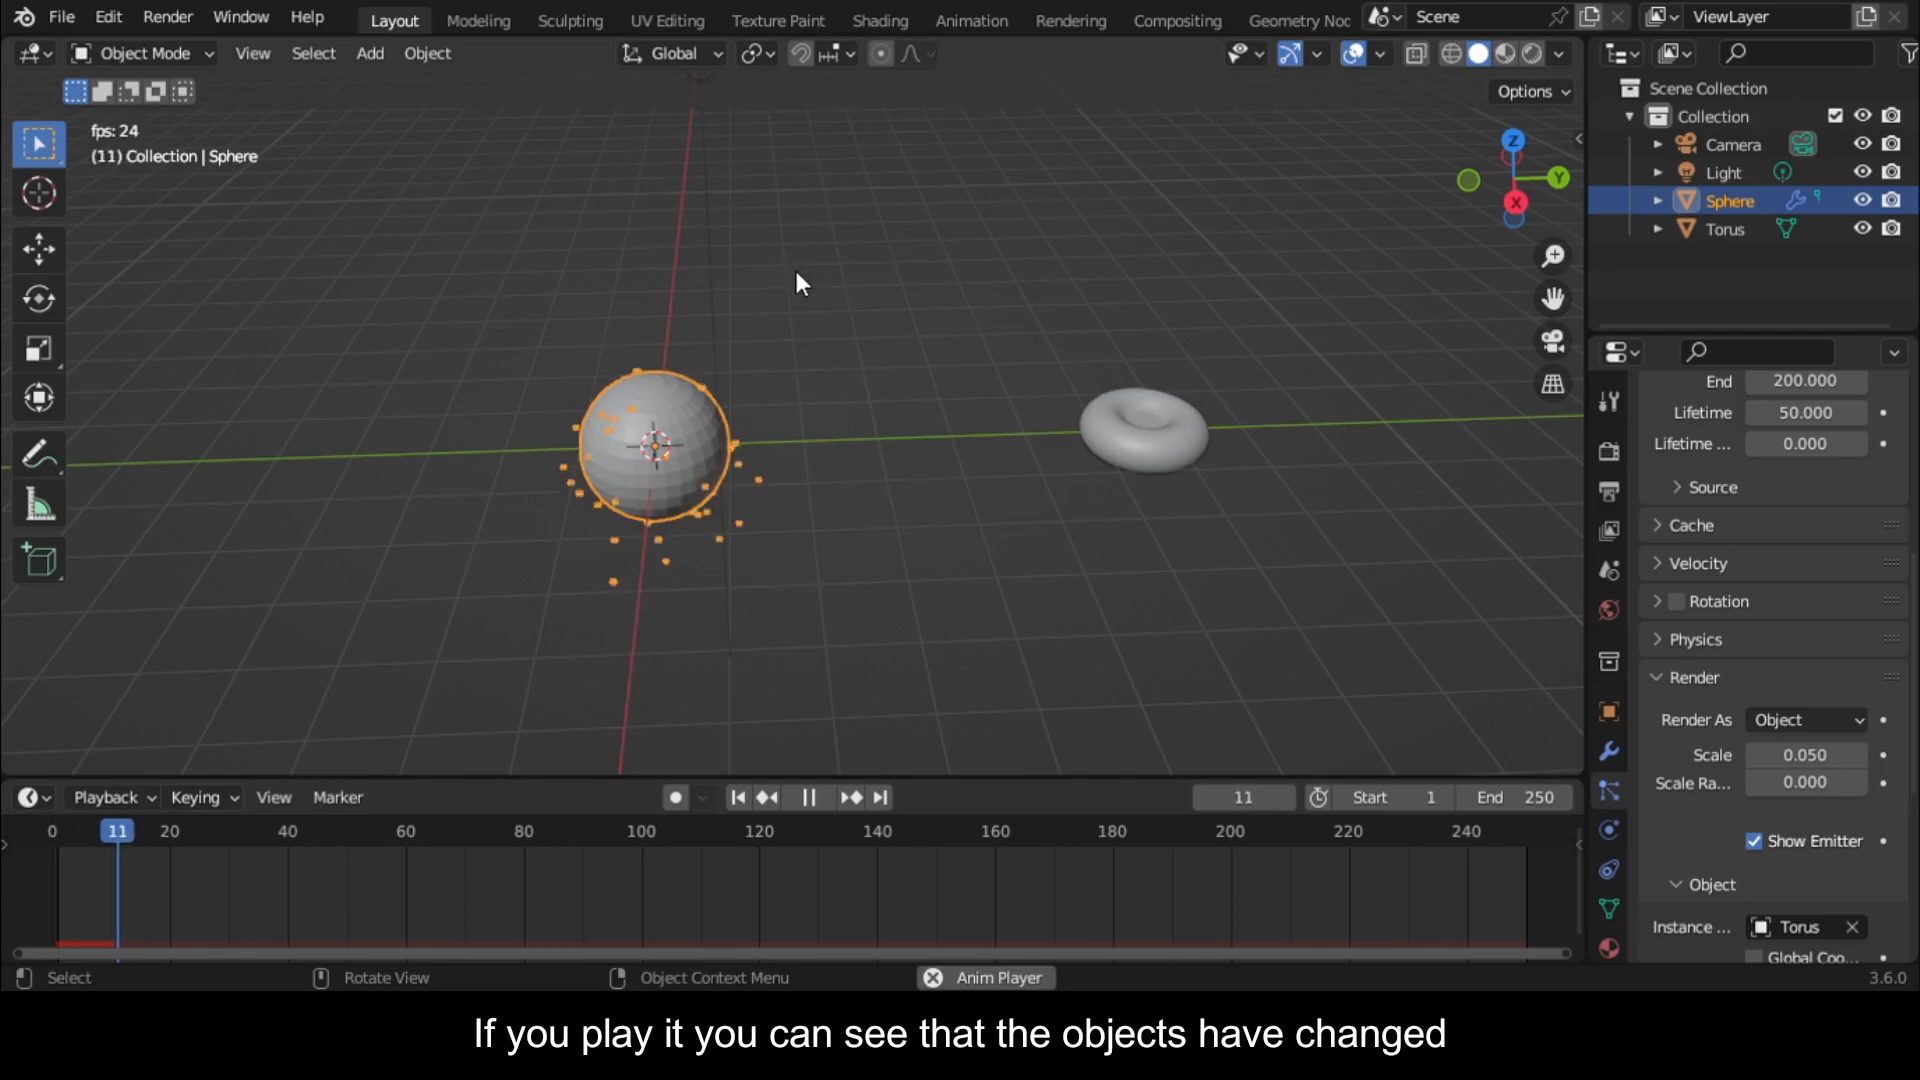 File Edit Render Window Help Layout Modeling Sculpting UV Editing Texture Paint Shading Animation Rendering Compositing Geometry Noc Scene ViewLayer
Object Mode View Select Add Object Global
Options
fps: 24
(11) Collection | Sphere
Z
Y
X
Scene Collection
Collection
Camera
Light
Sphere
Torus
End 200.000
Lifetime 50.000
Lifetime ... 0.000
Source
Cache
Velocity
Rotation
Physics
Render
Render As Object
Scale 0.050
Scale Ra... 0.000
Show Emitter
Object
Instance ... Torus
Global Coo...
Playback Keying View Marker 11 Start 1 End 250
0 11 20 40 60 80 100 120 140 160 180 200 220 240
Select Rotate View Object Context Menu Anim Player 3.6.0
If you play it you can see that the objects have changed